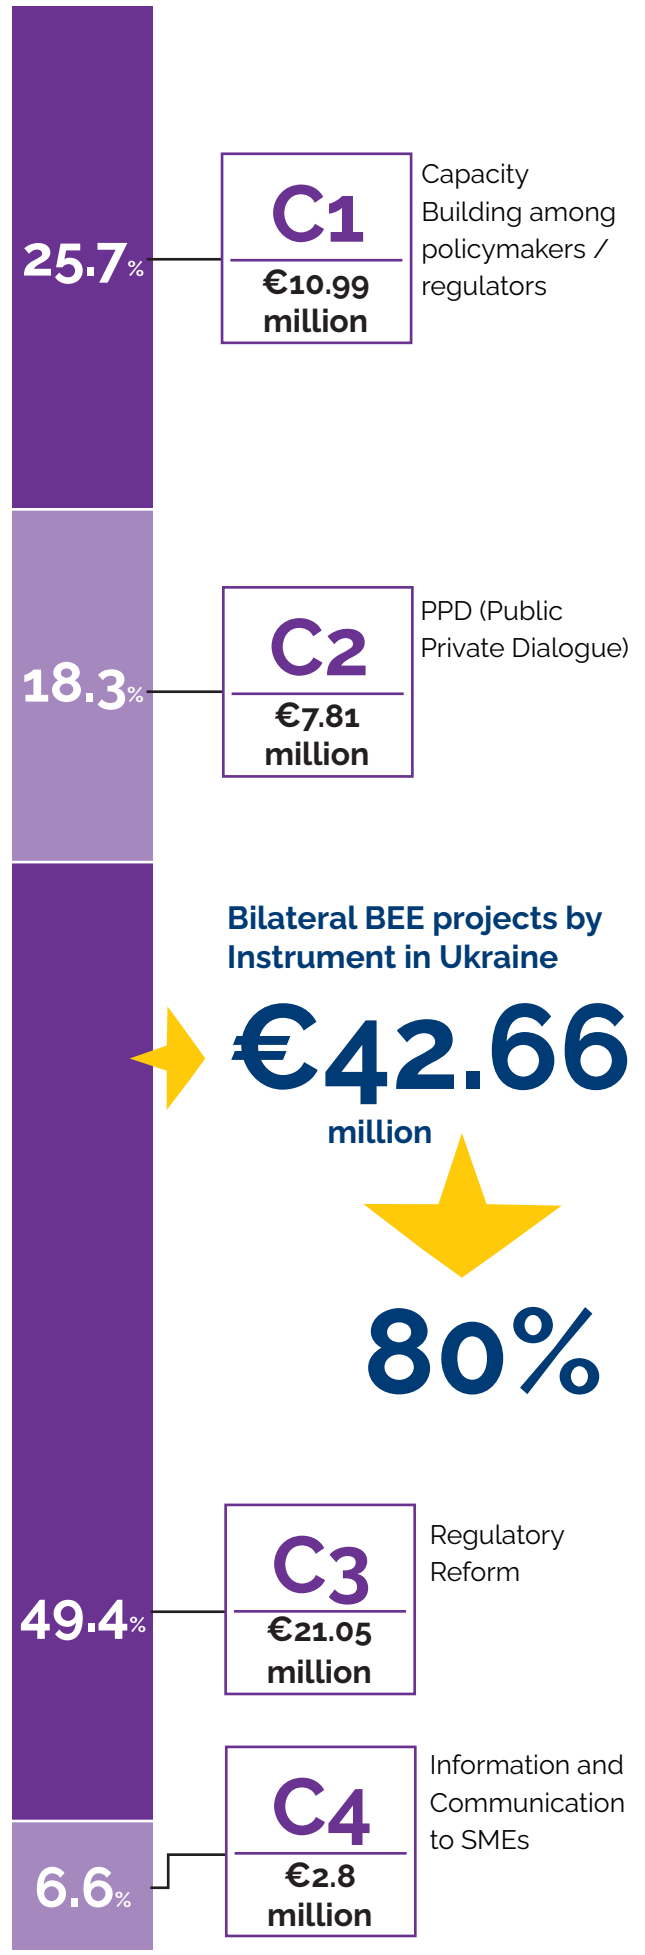 25.7%
C1
€10.99
million
Capacity
Building among
policymakers /
regulators
18.3%
C2
€7.81
million
PPD (Public
Private Dialogue)
Bilateral BEE projects by
Instrument in Ukraine
€42.66
million
80%
49.4%
C3
€21.05
million
Regulatory
Reform
6.6%
C4
€2.8
million
Information and
Communication
to SMEs